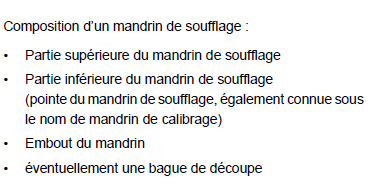 Composition d'un mandrin de soufflage :
• Partie supérieure du mandrin de soufflage
• Partie inférieure du mandrin de soufflage
(pointe du mandrin de soufflage, également connue sous
le nom de mandrin de calibrage)
• Embout du mandrin
• éventuellement une bague de découpe